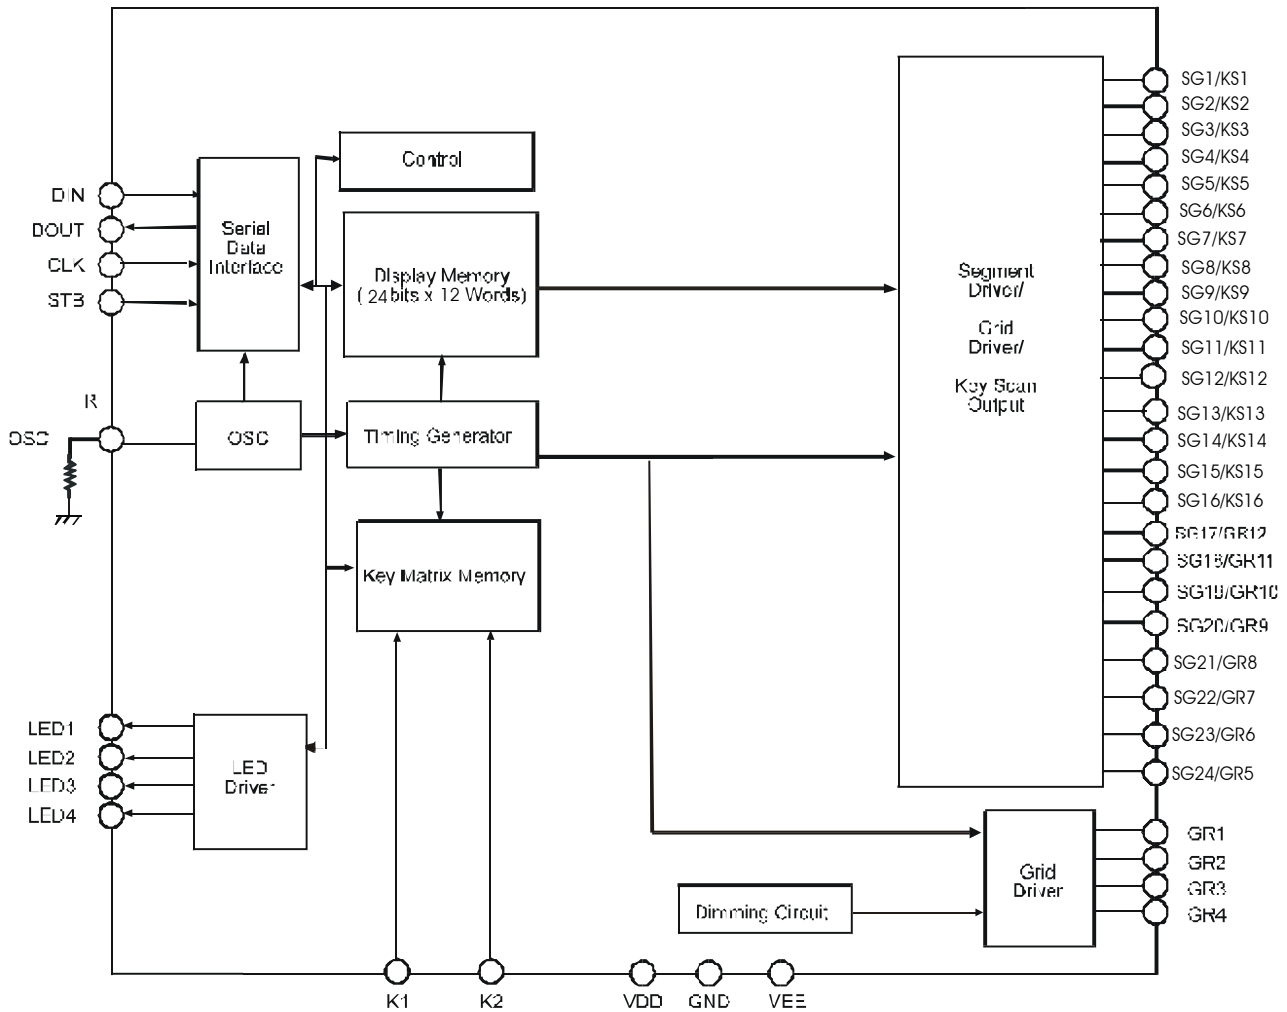 DIN
DOUT
CLK
STB
R
OSC
LED1
LED2
LED3
LED4
Serial
Data
Interface
Control
Display Memory
( 24 bits x 12 Words)
OSC
Timing Generator
Key Matrix Memory
LED
Driver
Segment
Driver/
Grid
Driver/
Key Scan
Output
Grid
Driver
Dimming Circuit
SG1/KS1
SG2/KS2
SG3/KS3
SG4/KS4
SG5/KS5
SG6/KS6
SG7/KS7
SG8/KS8
SG9/KS9
SG10/KS10
SG11/KS11
SG12/KS12
SG13/KS13
SG14/KS14
SG15/KS15
SG16/KS16
SG17/GR12
SG18/GR11
SG19/GR10
SG20/GR9
SG21/GR8
SG22/GR7
SG23/GR6
SG24/GR5
GR1
GR2
GR3
GR4
K1
K2
VDD
GND
VEE